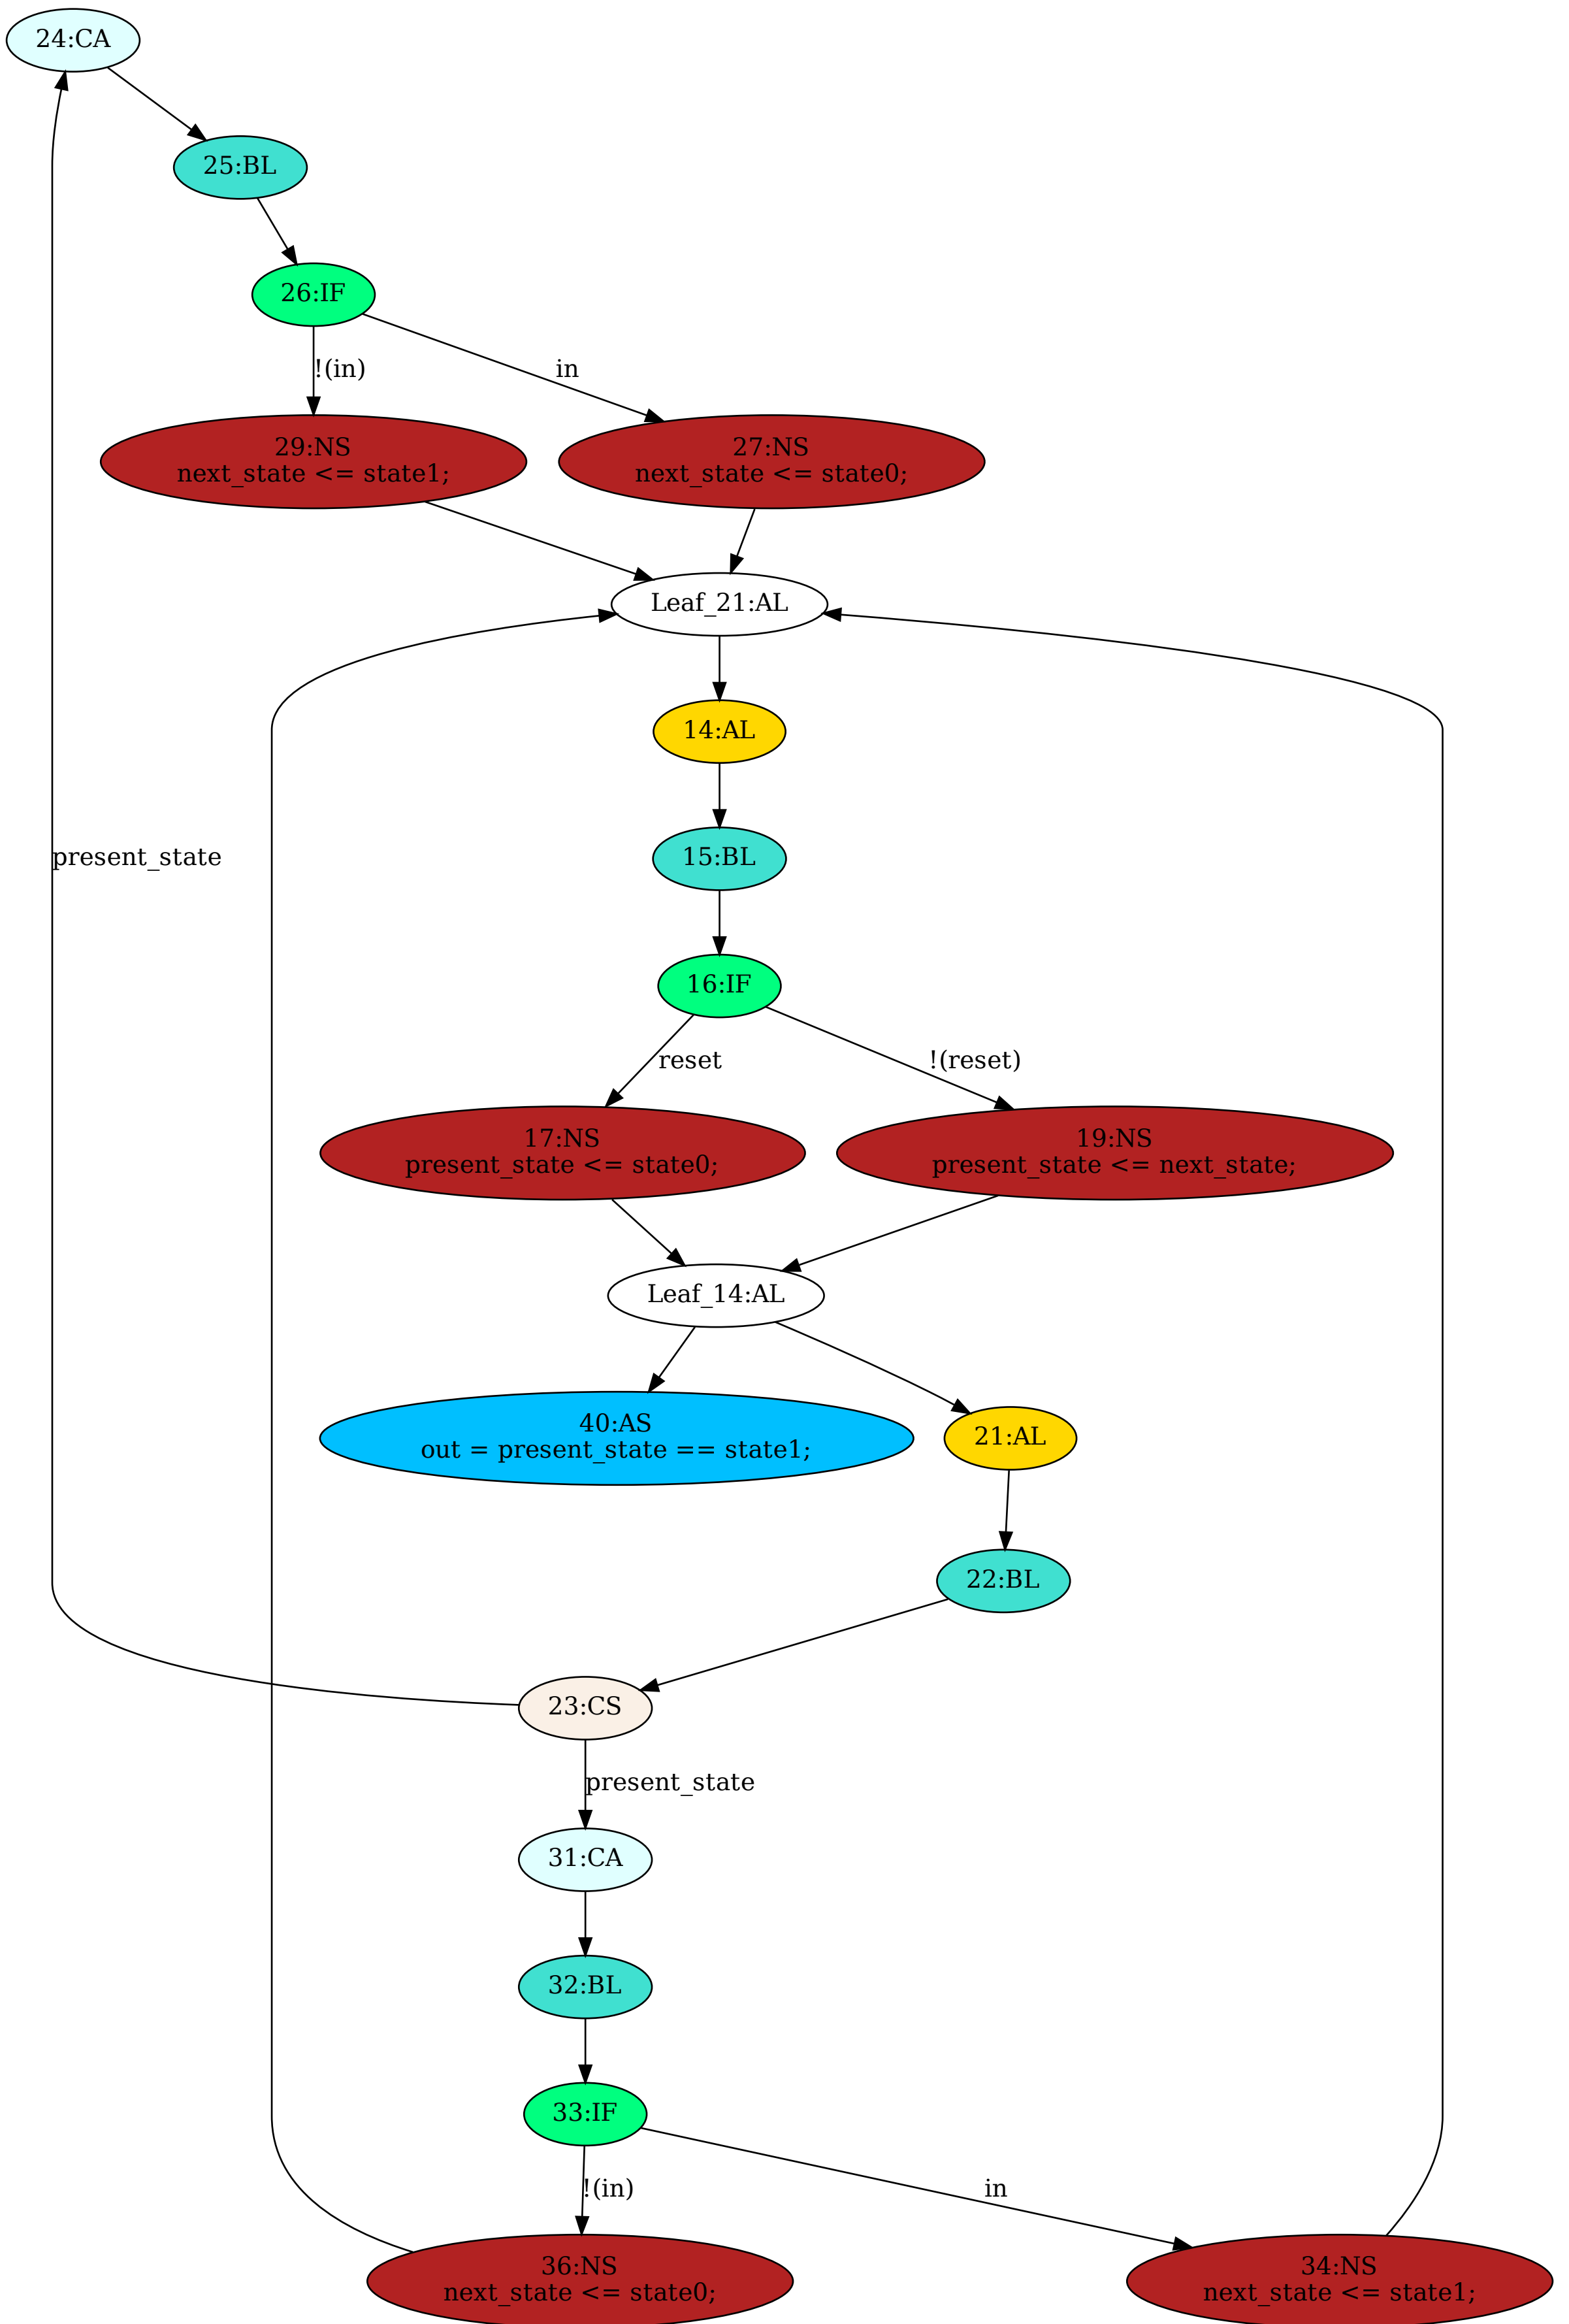 24:CA
25:BL
26:IF
!(in)
in
29:NS
next_state <= state1;
27:NS
next_state <= state0;
Leaf_21:AL
14:AL
present_state
15:BL
16:IF
reset
!(reset)
17:NS
present_state <= state0;
19:NS
present_state <= next_state;
Leaf_14:AL
40:AS
out = present_state == state1;
21:AL
22:BL
23:CS
present_state
31:CA
32:BL
33:IF
!(in)
in
36:NS
next_state <= state0;
34:NS
next_state <= state1;